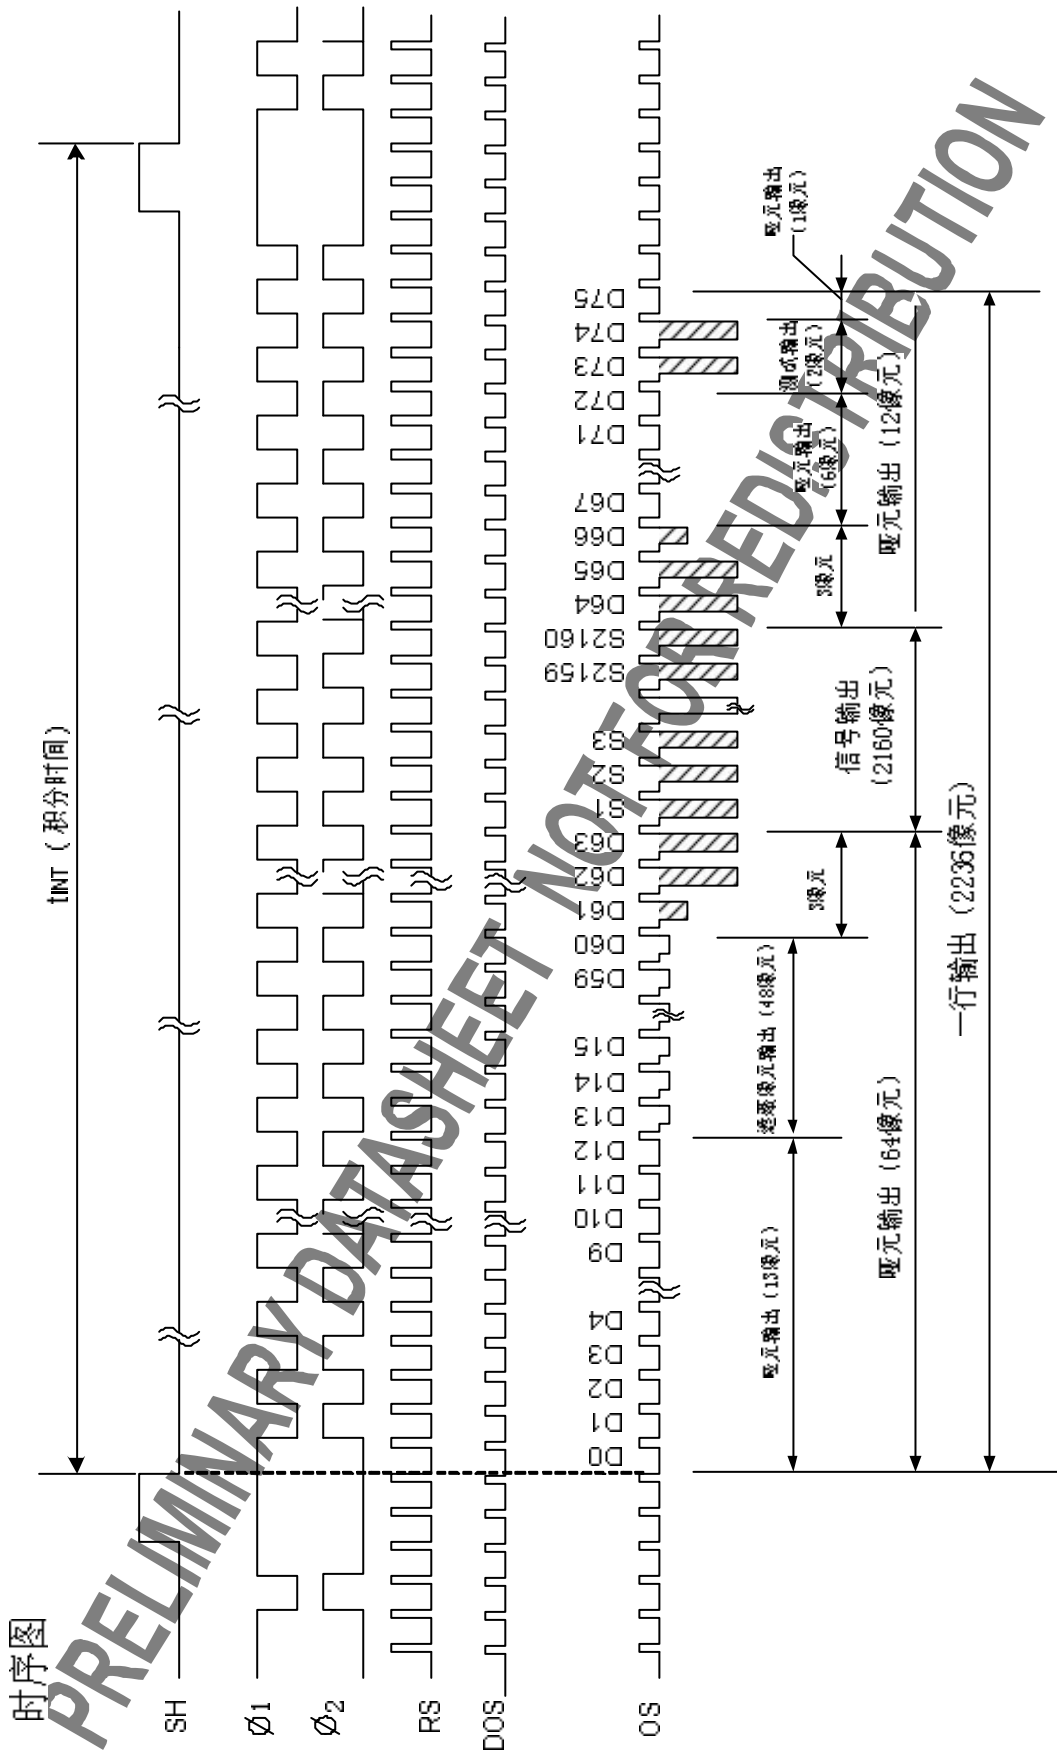 时序图
tINT (积分时间)
SH
Ø1
Ø2
RS
DOS
OS
D0 D1 D2 D3 D4 D9 D10 D11 D12 D13 D14 D15 D59 D60 D61 D62 D63 S1 S2 S3 S2159 S2160 D64 D65 D66 D67 D71 D72 D73 D74 D75
哑元输出 (13像元)
遮蔽像元输出 (48像元)
3像元
3像元
哑元输出
(6像元)
测试输出
(2像元)
哑元输出
(1像元)
哑元输出 (64像元)
信号输出
(2160像元)
哑元输出 (12像元)
一行输出 (2236像元)
PRELIMINARY DATASHEET NOT FOR REDISTRIBUTION